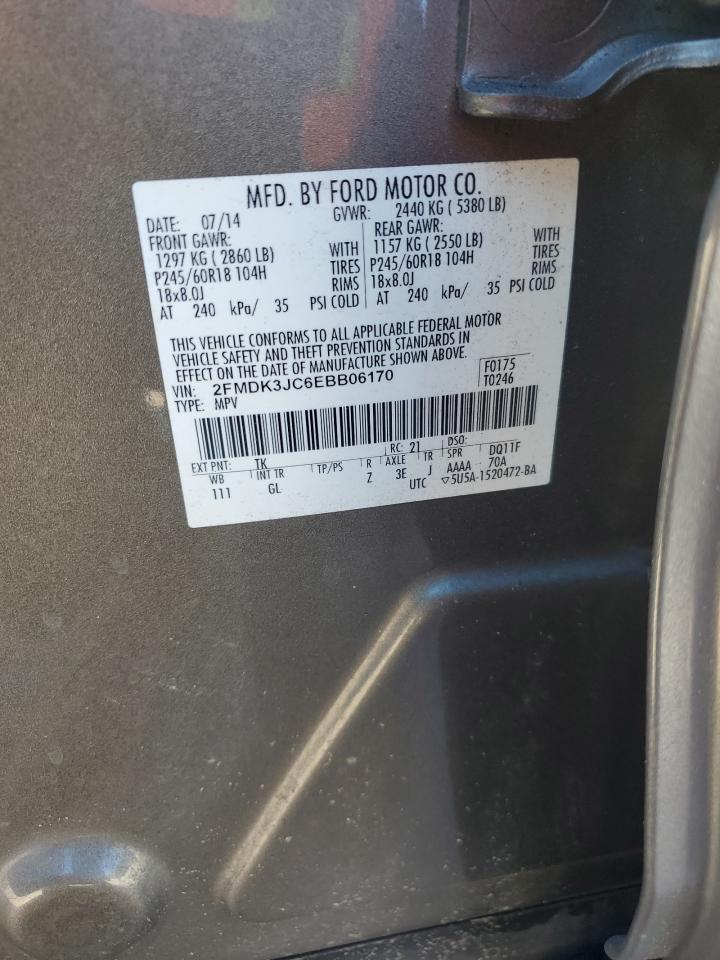 MFD. BY FORD MOTOR CO.
DATE: 07/14 GVWR: 2440 KG ( 5380 LB)
FRONT GAWR: REAR GAWR:
1297 KG ( 2860 LB) WITH 1157 KG ( 2550 LB) WITH
P245/60R18 104H TIRES P245/60R18 104H TIRES
18x8.0J RIMS 18x8.0J RIMS
AT 240 kPa/ 35 PSI COLD AT 240 kPa/ 35 PSI COLD
THIS VEHICLE CONFORMS TO ALL APPLICABLE FEDERAL MOTOR
VEHICLE SAFETY AND THEFT PREVENTION STANDARDS IN
EFFECT ON THE DATE OF MANUFACTURE SHOWN ABOVE.
VIN: 2FMDK3JC6EBB06170 F0175
TYPE: MPV T0246
EXT PNT: TK RC: 21 DSO:
WB INT TR TP/PS R AXLE TR SPR DQ11F
111 GL Z 3E J AAAA 70A
UTC ▽5U5A-1520472-BA